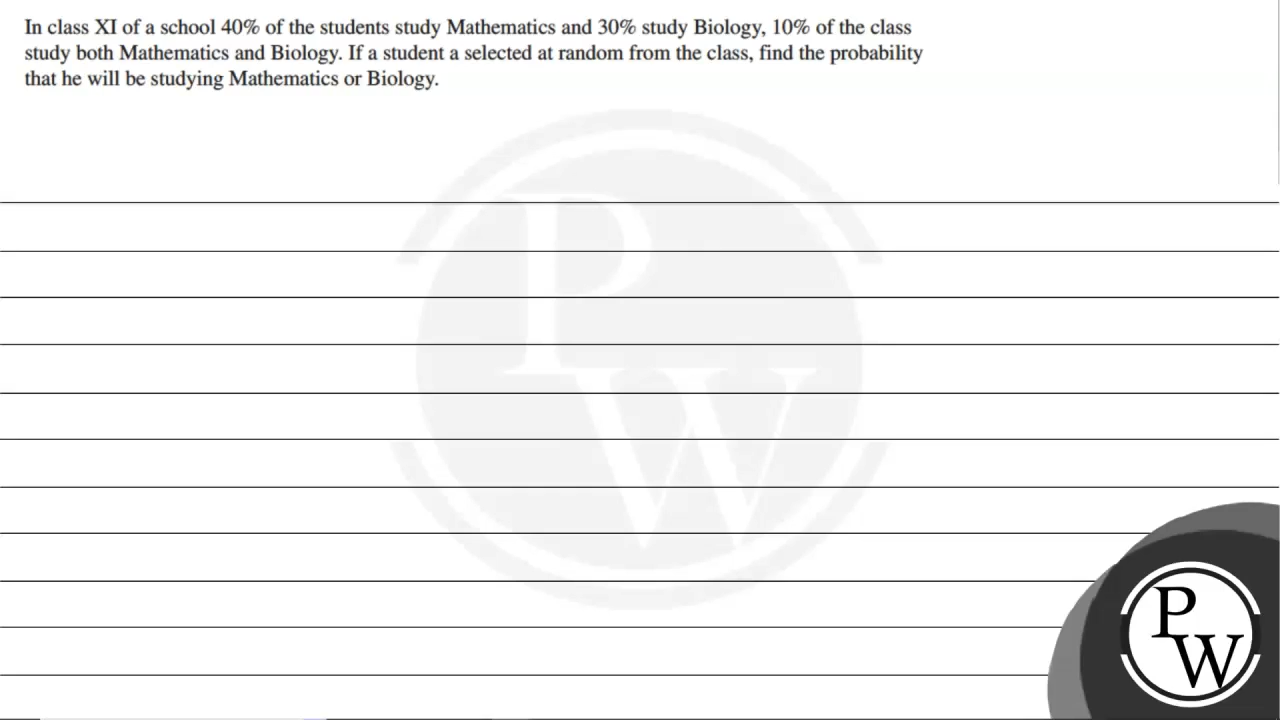 In class XI of a school 40% of the students study Mathematics and 30% study Biology, 10% of the class
study both Mathematics and Biology. If a student a selected at random from the class, find the probability
that he will be studying Mathematics or Biology.
P
W
P
W